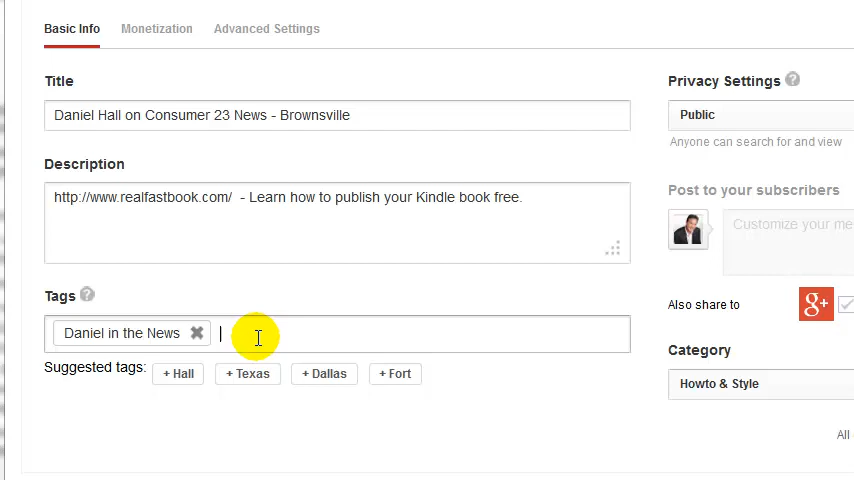 Basic Info Monetization Advanced Settings
Title
Daniel Hall on Consumer 23 News - Brownsville
Description
http://www.realfastbook.com/ - Learn how to publish your Kindle book free.
Tags ?
Daniel in the News
Suggested tags: + Hall + Texas + Dallas + Fort
Privacy Settings ?
Public
Anyone can search for and view
Post to your subscribers
Customize your me
Also share to g+
Category
Howto & Style
All